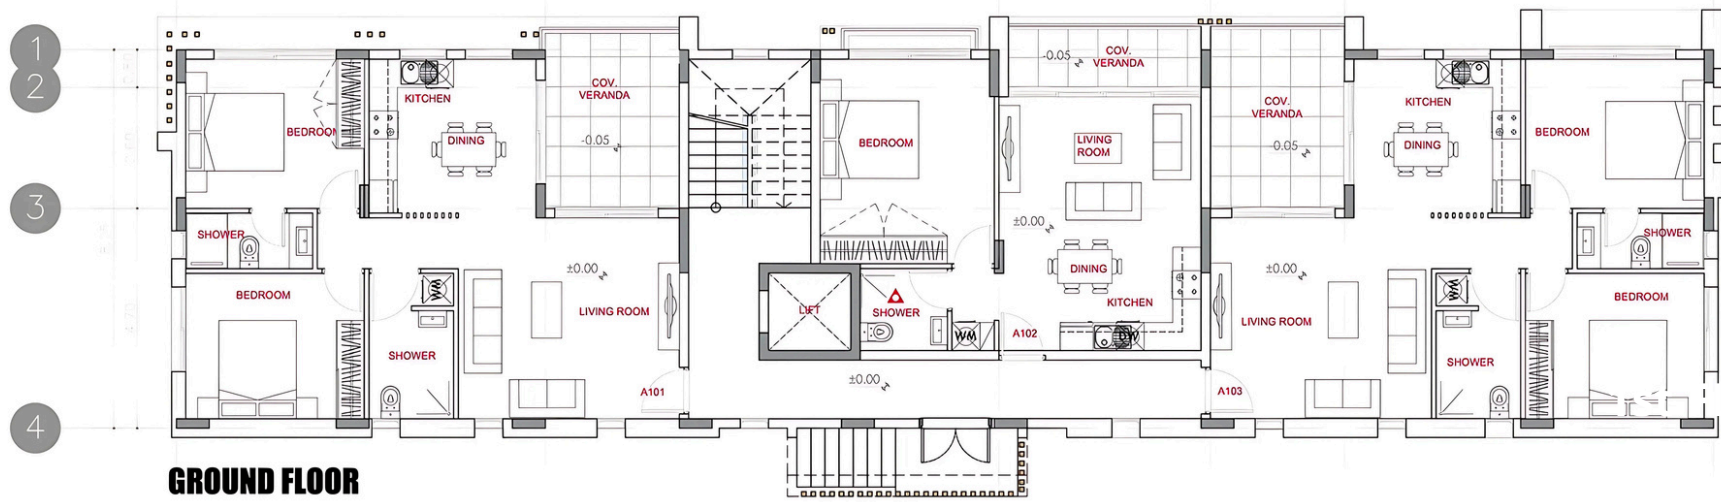 1
2
3
4
COV.
VERANDA
-0.05
KITCHEN
BEDROOM
DINING
SHOWER
±0.00
BEDROOM
WM
LIVING ROOM
SHOWER
A101
BEDROOM
LIFT
SHOWER
WM
A102
±0.00
-0.05
COV.
VERANDA
LIVING
ROOM
±0.00
DINING
KITCHEN
DW
COV.
VERANDA
-0.05
KITCHEN
DINING
BEDROOM
SHOWER
±0.00
WM
BEDROOM
LIVING ROOM
SHOWER
A103
GROUND FLOOR